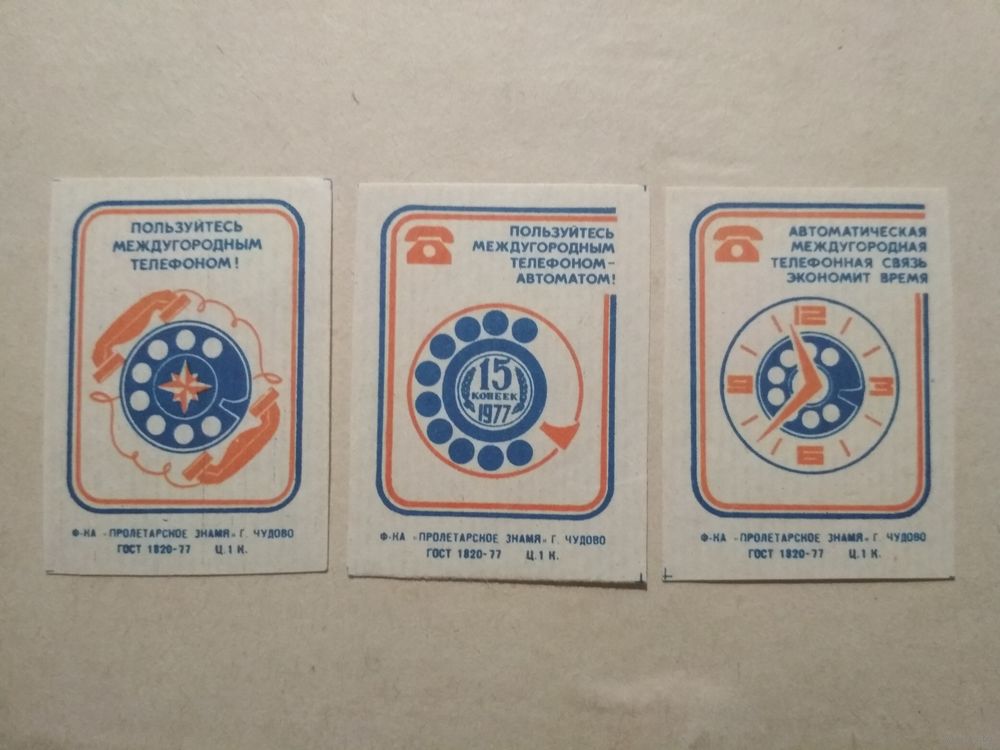 ПОЛЬЗУЙТЕСЬ
МЕЖДУГОРОДНЫМ
ТЕЛЕФОНОМ!
Ф-КА «ПРОЛЕТАРСКОЕ ЗНАМЯ» Г. ЧУДОВО
ГОСТ 1820-77 Ц.1 К.
ПОЛЬЗУЙТЕСЬ
МЕЖДУГОРОДНЫМ
ТЕЛЕФОНОМ-
АВТОМАТОМ!
15
КОПЕЕК
1977
Ф-КА «ПРОЛЕТАРСКОЕ ЗНАМЯ» Г. ЧУДОВО
ГОСТ 1820-77 Ц.1 К.
АВТОМАТИЧЕСКАЯ
МЕЖДУГОРОДНАЯ
ТЕЛЕФОННАЯ СВЯЗЬ
ЭКОНОМИТ ВРЕМЯ
12
9 3
6
Ф-КА «ПРОЛЕТАРСКОЕ ЗНАМЯ» Г. ЧУДОВО
ГОСТ 1820-77 Ц.1 К.